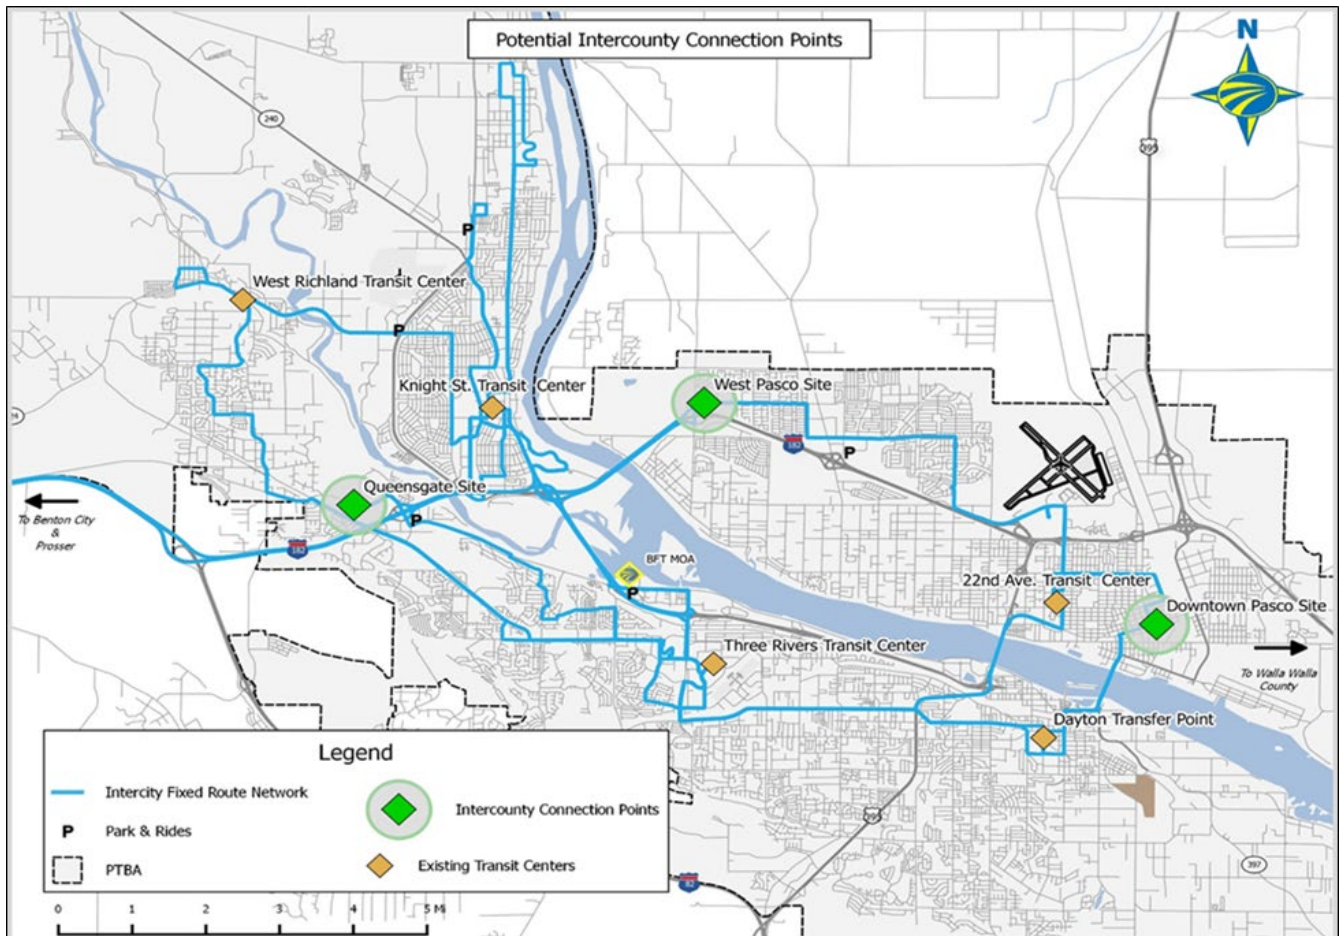 Potential Intercounty Connection Points
N
240
395
West Richland Transit Center
P
P
Knight St. Transit Center
West Pasco Site
182
P
Queensgate Site
P
To Benton City
&
Prosser
182
BFT MOA
P
22nd Ave. Transit Center
Downtown Pasco Site
Three Rivers Transit Center
To Walla Walla
County
Dayton Transfer Point
Legend
Intercity Fixed Route Network
P
Park & Rides
PTBA
Intercounty Connection Points
Existing Transit Centers
395
397
82
0 1 2 3 4 5 Mi